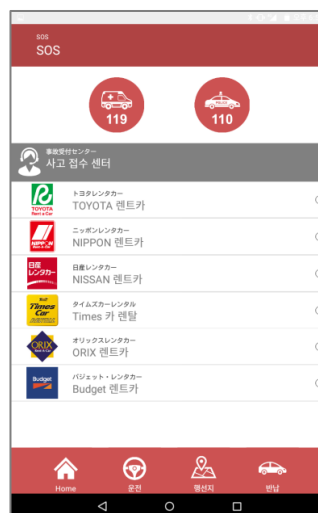 SOS
SOS
119
POLICE
110
事故受付センター
사고 접수 센터
TOYOTA
Rent a Car
トヨタレンタカー
TOYOTA 렌트카
NIPPON
Rent-A-Car
ニッポンレンタカー
NIPPON 렌트카
日産
レンタカー
日産レンタカー
NISSAN 렌트카
Times
Car
タイムズカーレンタル
Times 카 렌탈
ORIX
Rent-A-Car
オリックスレンタカー
ORIX 렌트카
Budget
バジェット・レンタカー
Budget 렌트카
Home
운전
행선지
반납